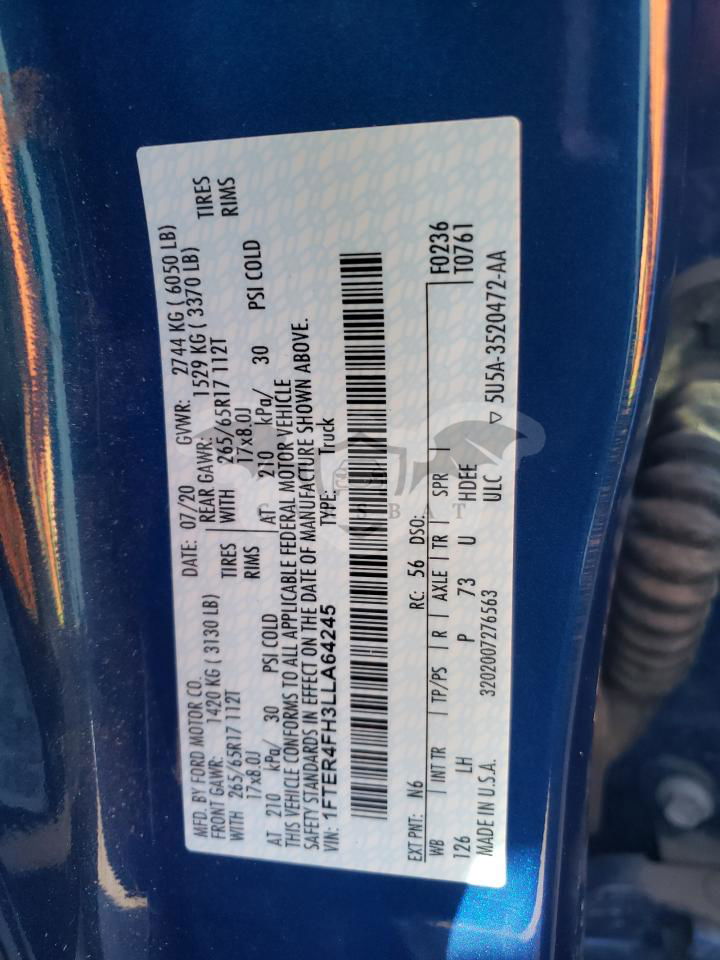 MFD. BY FORD MOTOR CO.
DATE: 07/20
GVWR: 2744 KG ( 6050 LB)
FRONT GAWR: 1420 KG ( 3130 LB)
REAR GAWR: 1529 KG ( 3370 LB)
WITH 265/65R17 112T TIRES
WITH 265/65R17 112T TIRES
17x8.0J RIMS
17x8.0J RIMS
AT 210 kPa/ 30 PSI COLD
AT 210 kPa/ 30 PSI COLD
THIS VEHICLE CONFORMS TO ALL APPLICABLE FEDERAL MOTOR VEHICLE
SAFETY STANDARDS IN EFFECT ON THE DATE OF MANUFACTURE SHOWN ABOVE.
VIN: 1FTER4FH3LLA64245 TYPE: Truck
EXT PNT: N6 RC: 56 DSO: F0236
WB INT TR TP/PS R AXLE TR SPR T0761
126 LH P 73 U HDEE
MADE IN U.S.A. 3202007276563 ULC ▽ 5U5A-3520472-AA